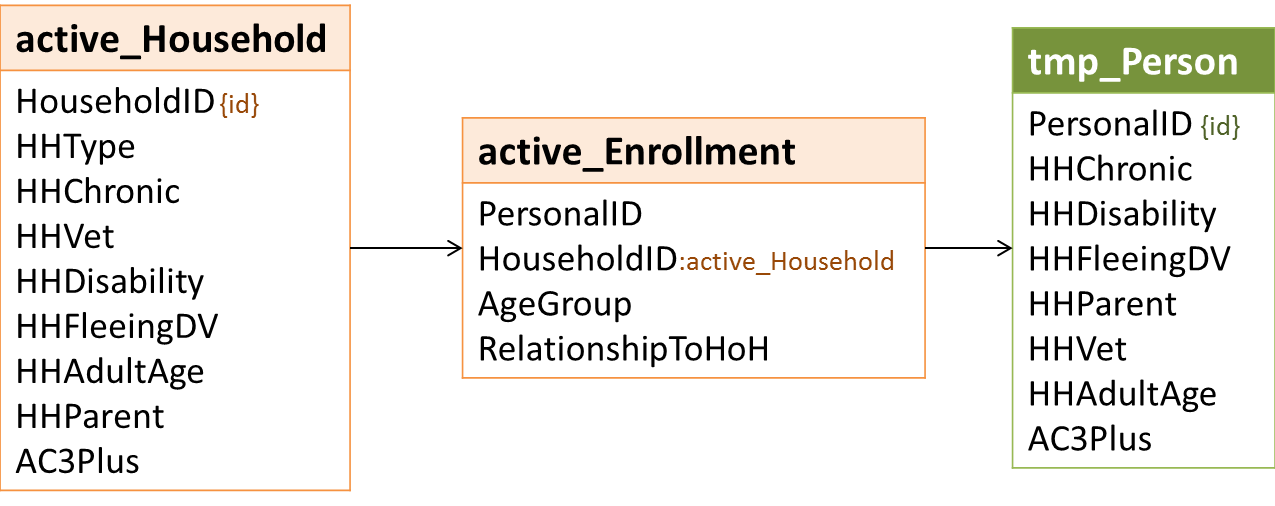 active_Household
HouseholdID {id}
HHType
HHChronic
HHVet
HHDisability
HHFleeingDV
HHAdultAge
HHParent
AC3Plus
active_Enrollment
PersonalID
HouseholdID:active_Household
AgeGroup
RelationshipToHoH
tmp_Person
PersonalID {id}
HHChronic
HHDisability
HHFleeingDV
HHParent
HHVet
HHAdultAge
AC3Plus